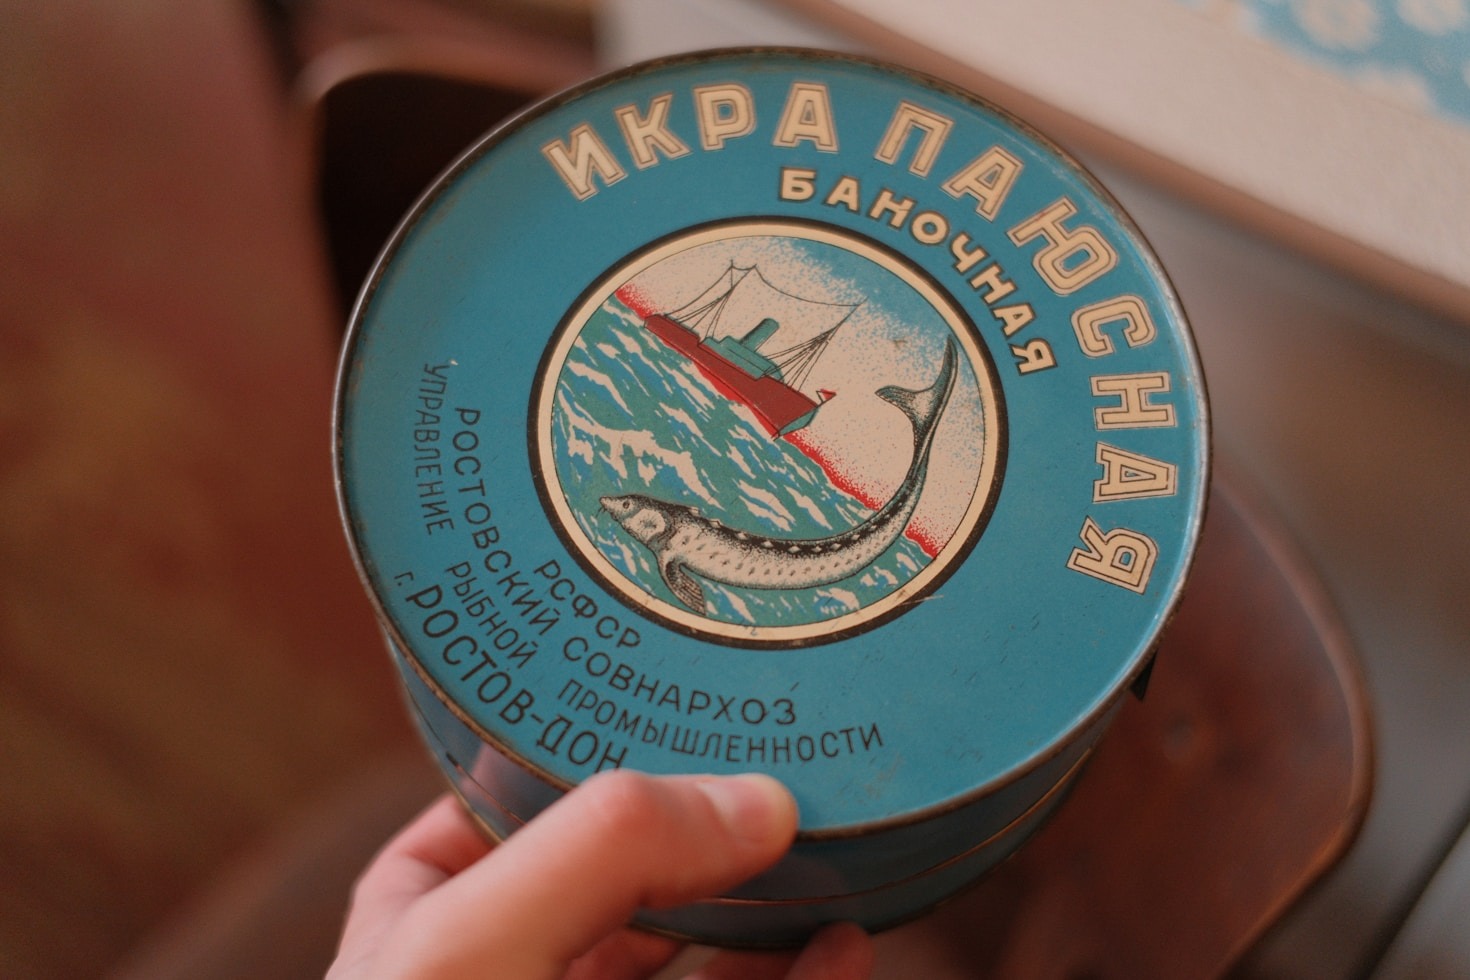 ИКРА ПАЮСНАЯ
БАНОЧНАЯ
РСФСР
РОСТОВСКИЙ СОВНАРХОЗ
УПРАВЛЕНИЕ РЫБНОЙ ПРОМЫШЛЕННОСТИ
г. РОСТОВ-ДОН